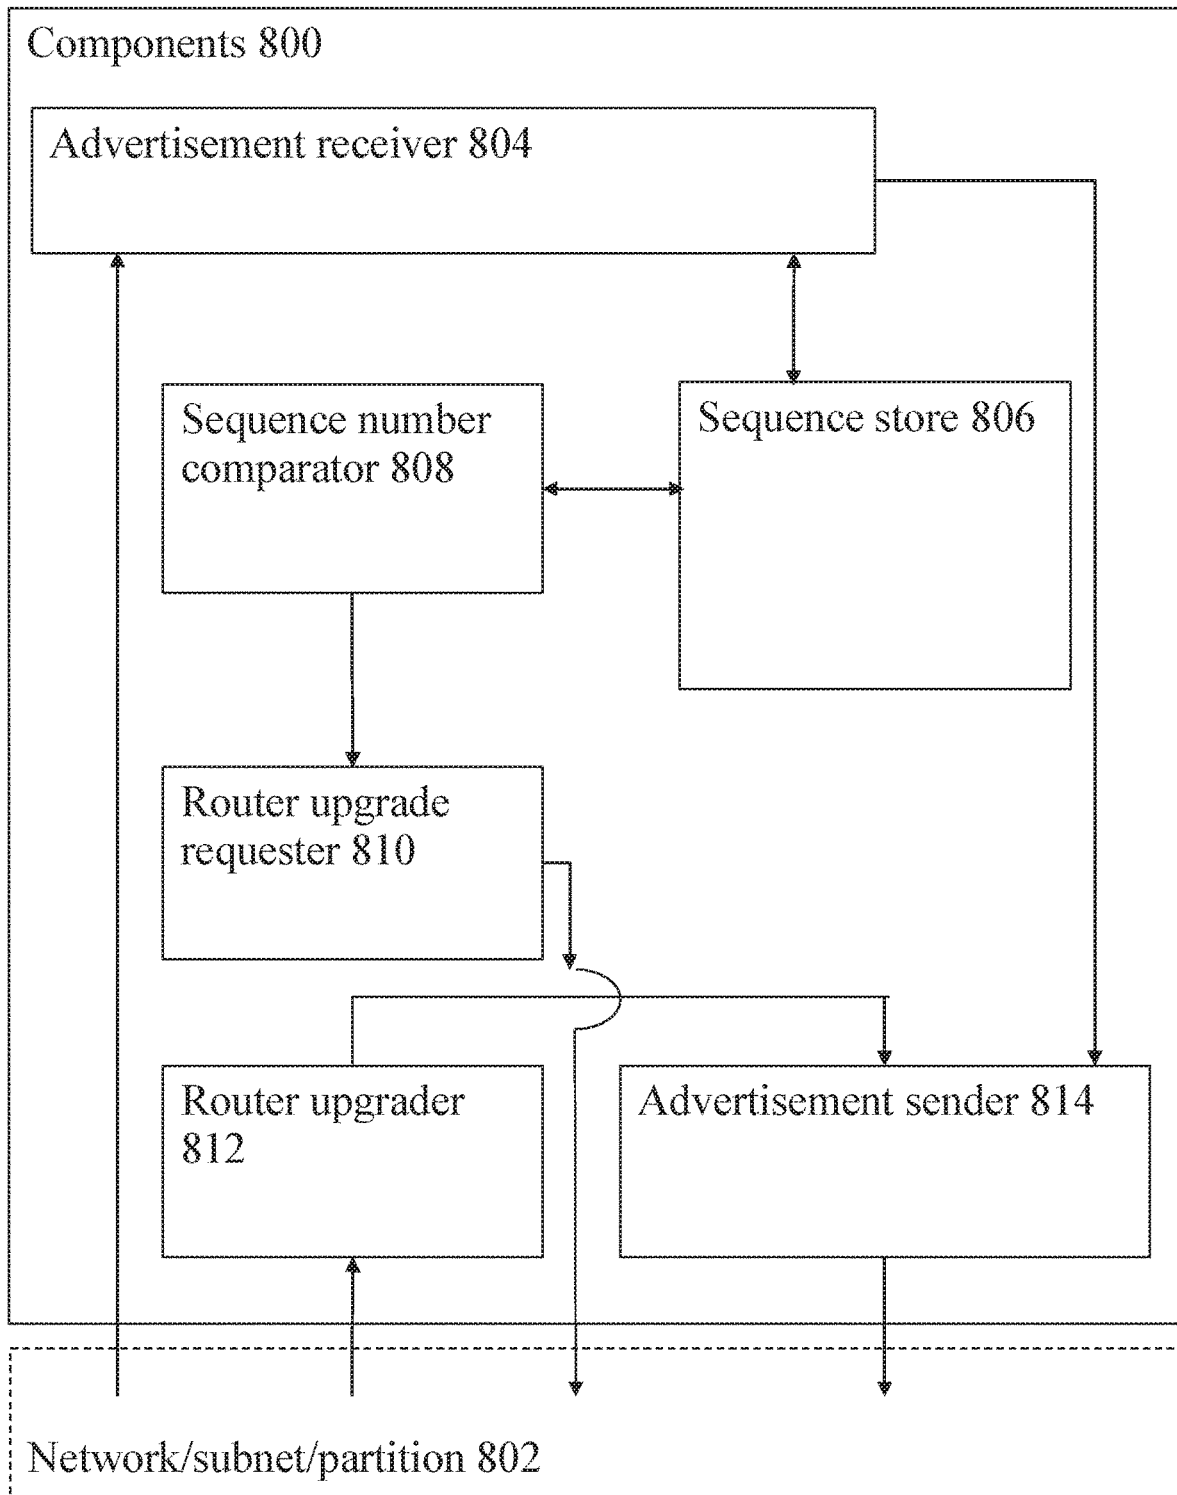 Components 800
Advertisement receiver 804
Sequence number
comparator 808
Sequence store 806
Router upgrade
requester 810
Router upgrader
812
Advertisement sender 814
Network/subnet/partition 802